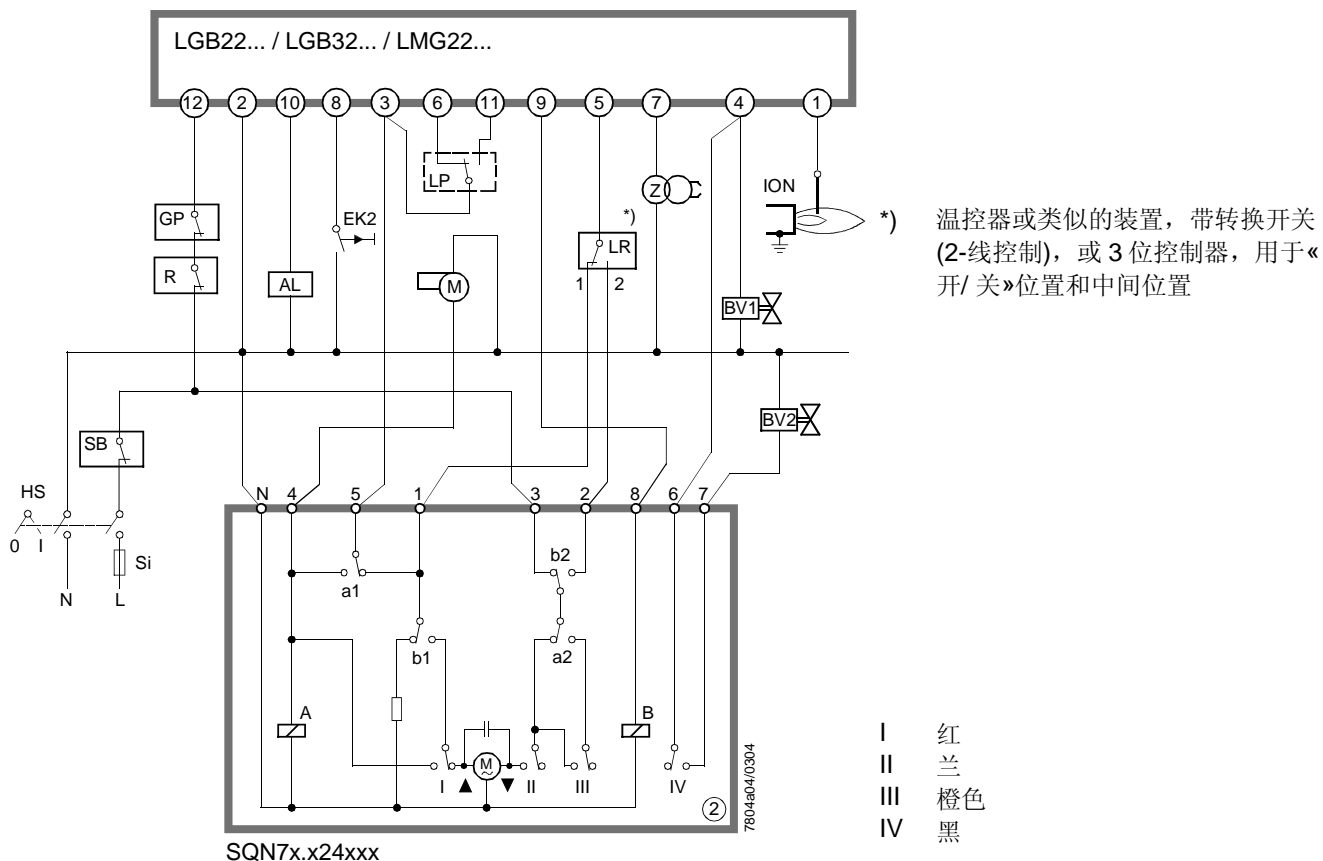 LGB22... / LGB32... / LMG22...
12 2 10 8 3 6 11 9 5 7 4 1
LP
Z
ION
GP
EK2
*)
LR
*) 温控器或类似的装置，带转换开关
(2-线控制)，或 3 位控制器，用于«
开/ 关»位置和中间位置
R
AL
M
1 2
BV1
BV2
SB
HS
N 4 5 1 3 2 8 6 7
0 I
Si
N L
b2
a1
b1 a2
A B
M
~
I II III IV
2
7804a04/0304
SQN7x.x24xxx
I 红
II 兰
III 橙色
IV 黑